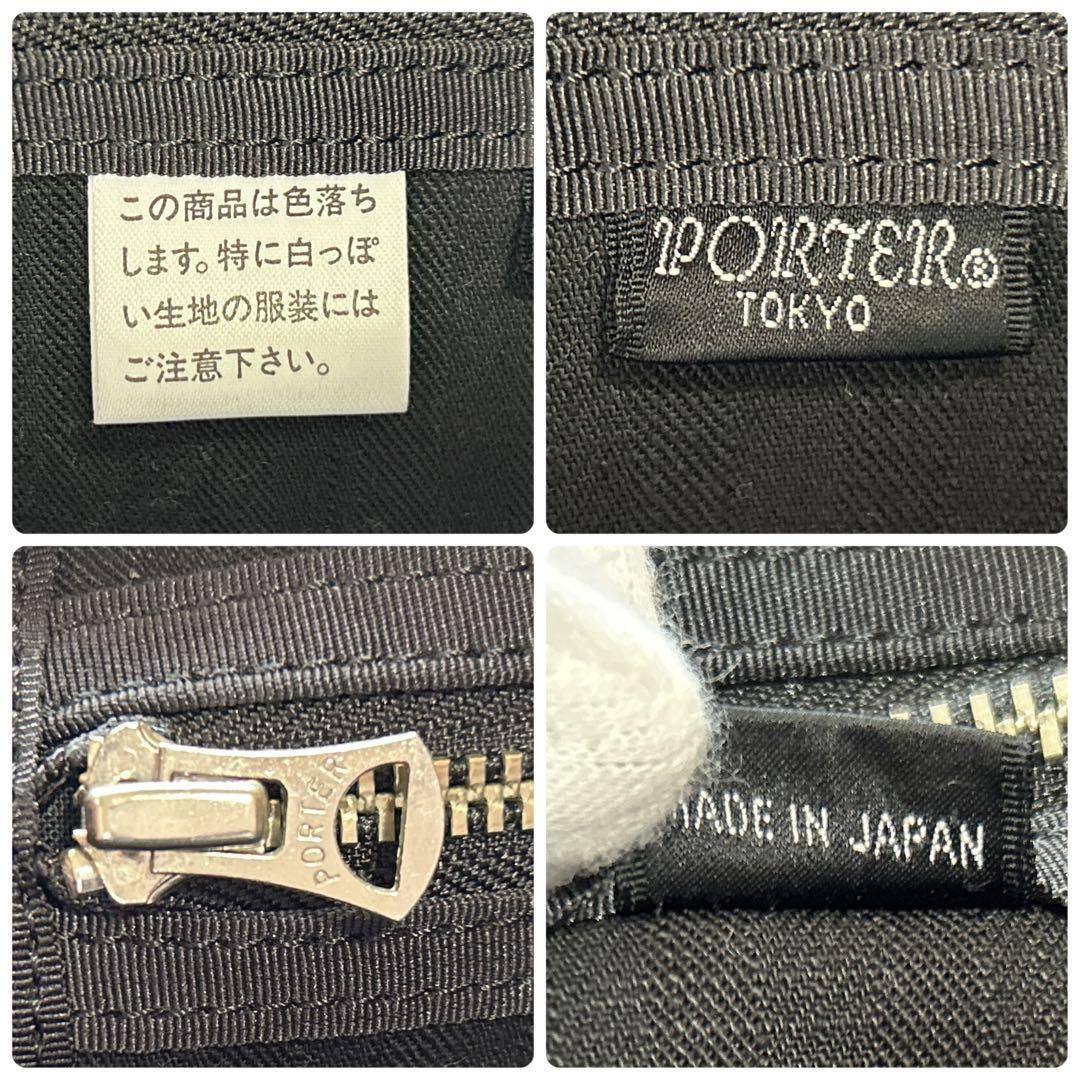 この商品は色落ち
します。特に白っぽ
い生地の服装には
ご注意下さい。
PORTER®
TOKYO
PORTER
MADE IN JAPAN